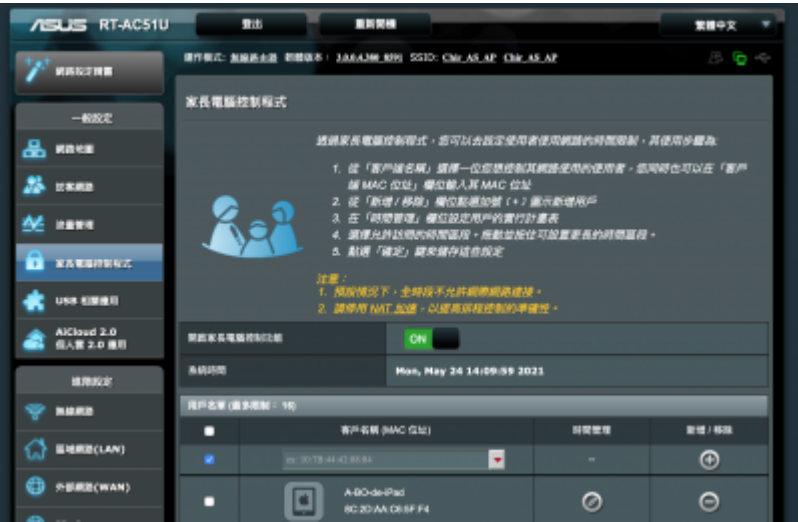 ASUS RT-AC51U 登出 重新開機 繁體中文
運作模式: 無線路由器 韌體版本: SSID: Chir_AS_AP Chir_AS_AP
網路設定精靈
家長電腦控制程式
一般設定
透過家長電腦控制程式,您可以去設定使用者使用網路的時間限制,其使用步驟為:
1. 從「客戶端名稱」選擇一位您想控制其網路使用的使用者,您同時也可以在「客戶
端 MAC 位址」欄位輸入其 MAC 位址
2. 從「新增 / 移除」欄位點選加號 (+) 圖示新增用戶
3. 在「時間管理」欄位設定用戶的實行計畫表
4. 選擇允許訪問的時間區段。拖動並按住可設置更長的時間區段。
5. 點選「確定」鍵來儲存這些設定
注意:
1. 預設情況下,全時段不允許網際網路連接。
2. 請停用 NAT 加速,以提高排程控制的準確性。
網路地圖
訪客網路
流量管理
家長電腦控制程式
USB 相關應用
AiCloud 2.0
個人雲 2.0 應用
開啟家長電腦控制功能 ON
系統時間 Mon, May 24 14:09:59 2021
進階設定
用戶名單 (最多限制: 16)
無線網路
客戶名稱 (MAC 位址) 時間管理 新增 / 移除
區域網路(LAN)
外部網路(WAN)
A-BO-de-iPad
8C:2D:AA:C6:5F:F4